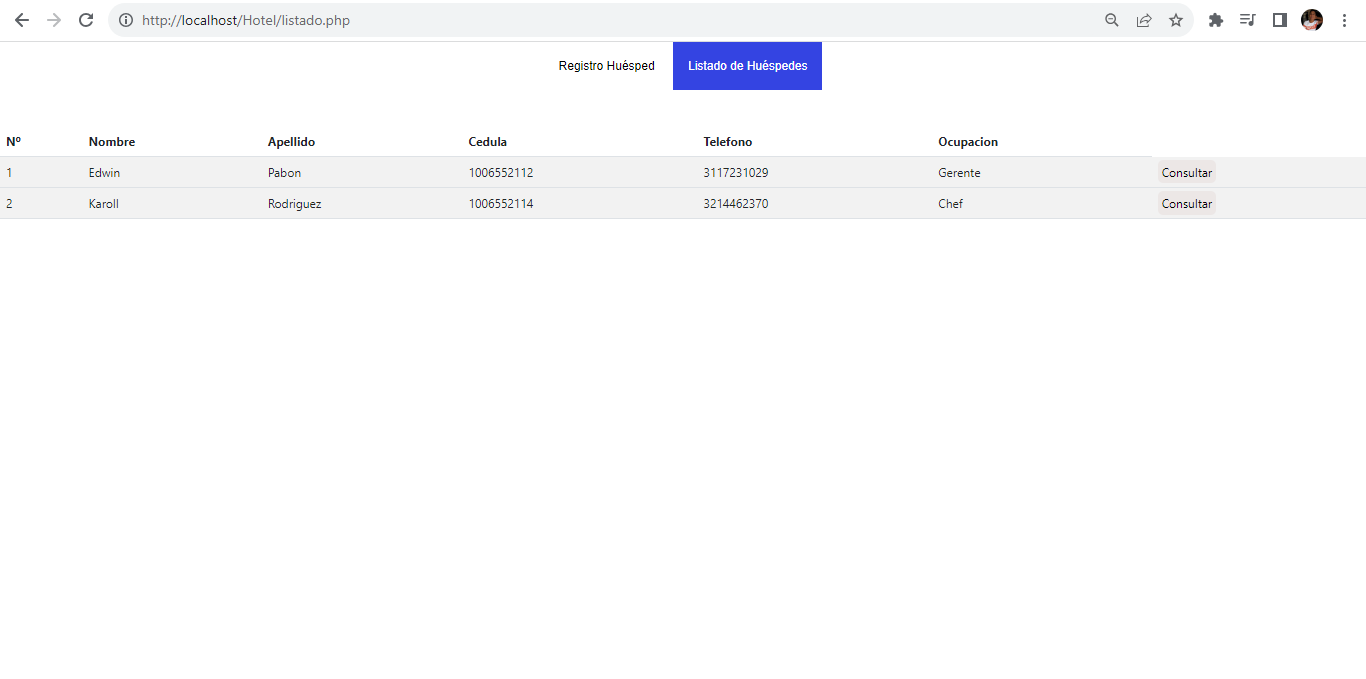 http://localhost/Hotel/listado.php
Registro Huésped Listado de Huéspedes
Nº Nombre Apellido Cedula Telefono Ocupacion
1 Edwin Pabon 1006552112 3117231029 Gerente Consultar
2 Karoll Rodriguez 1006552114 3214462370 Chef Consultar